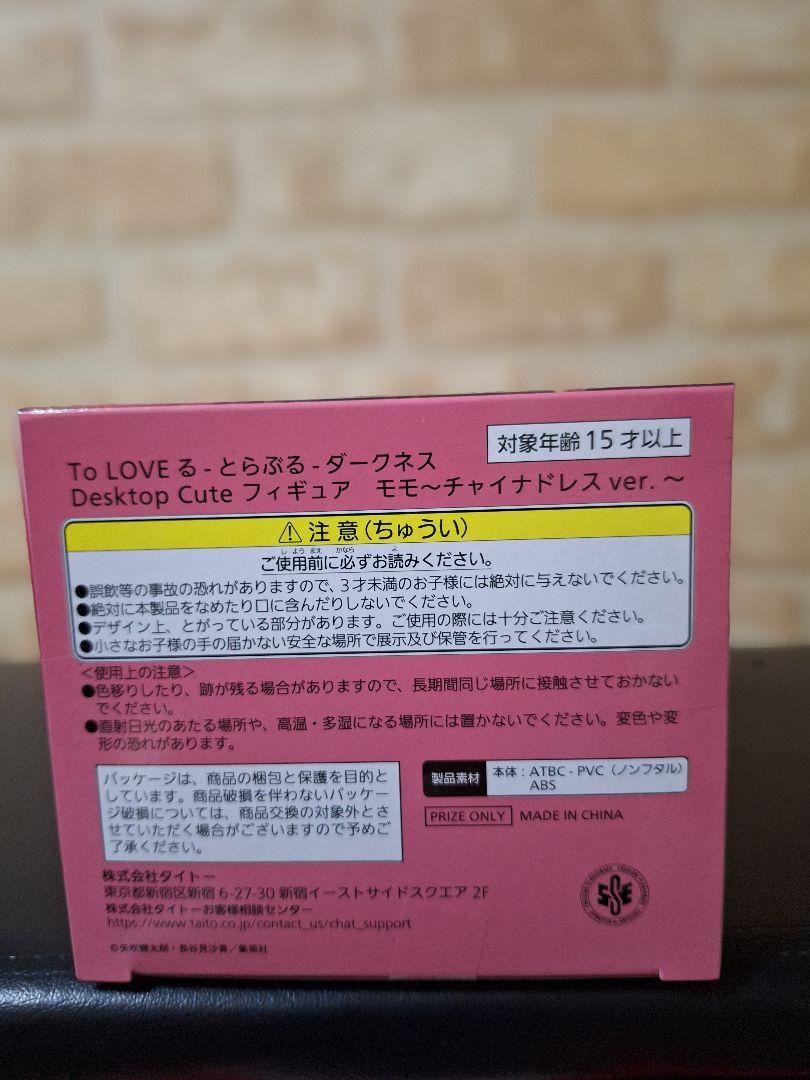 対象年齢15才以上
To LOVEる-とらぶる-ダークネス
Desktop Cute フィギュア　モモ～チャイナドレスver.～
⚠注意(ちゅうい)
ご使用前に必ずお読みください。
●誤飲等の事故の恐れがありますので、3才未満のお子様には絶対に与えないでください。
●絶対に本製品をなめたり口に含んだりしないでください。
●デザイン上、とがっている部分があります。ご使用の際には十分ご注意ください。
●小さなお子様の手の届かない安全な場所で展示及び保管を行ってください。
＜使用上の注意＞
●色移りしたり、跡が残る場合がありますので、長期間同じ場所に接触させておかない
でください。
●直射日光のあたる場所や、高温・多湿になる場所には置かないでください。変色や変
形の恐れがあります。
パッケージは、商品の梱包と保護を目的と
しています。商品破損を伴わないパッケー
ジ破損については、商品交換の対象外とさ
せていただく場合がございますので予めご
了承ください。
製品素材
本体：ATBC-PVC（ノンフタル）
ABS
PRIZE ONLY MADE IN CHINA
株式会社タイトー
東京都新宿区新宿6-27-30 新宿イーストサイドスクエア 2F
株式会社タイトーお客様相談センター
https://www.taito.co.jp/contact_us/chat_support
©矢吹健太朗・長谷見沙貴／集英社